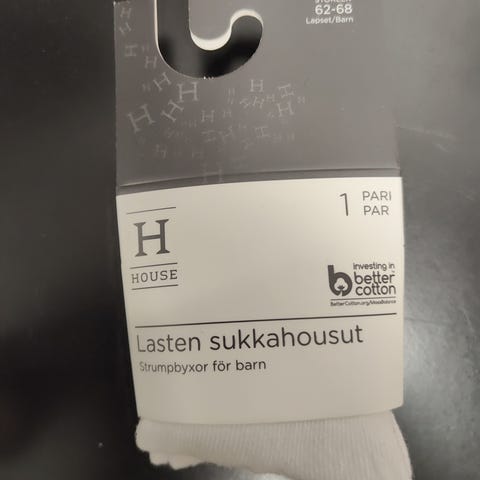 62-68
Lapset/Barn
1 PARI
PAR
H
HOUSE
investing in
better
cotton
BetterCotton.org/MassBalance
Lasten sukkahousut
Strumpbyxor för barn